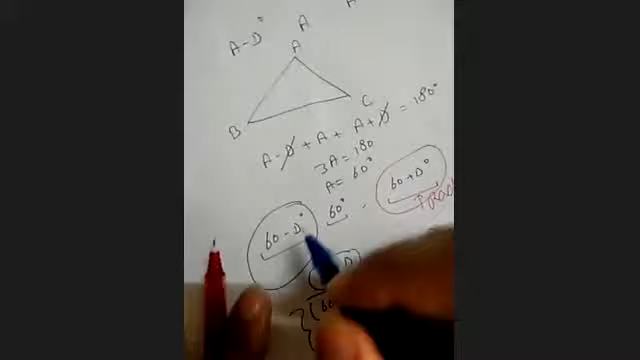 A
A - D°
A
B
C
A - D + A + A + D = 180°
3A = 180
A = 60°
60 - D° 60° 60 + D°